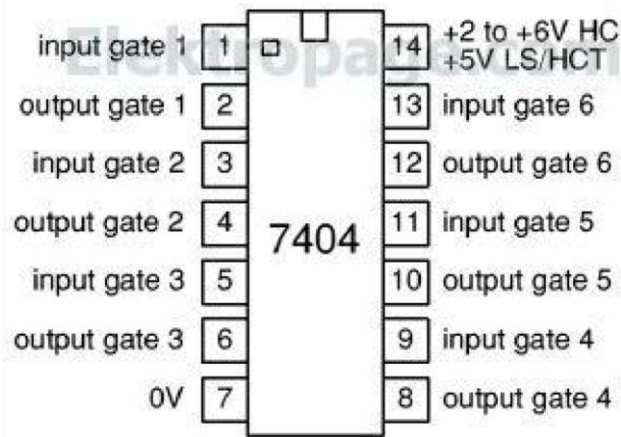 Elektropage.com
input gate 1 1 14 +2 to +6V HC
+5V LS/HCT
output gate 1 2 13 input gate 6
input gate 2 3 12 output gate 6
output gate 2 4 11 input gate 5
7404
input gate 3 5 10 output gate 5
output gate 3 6 9 input gate 4
0V 7 8 output gate 4